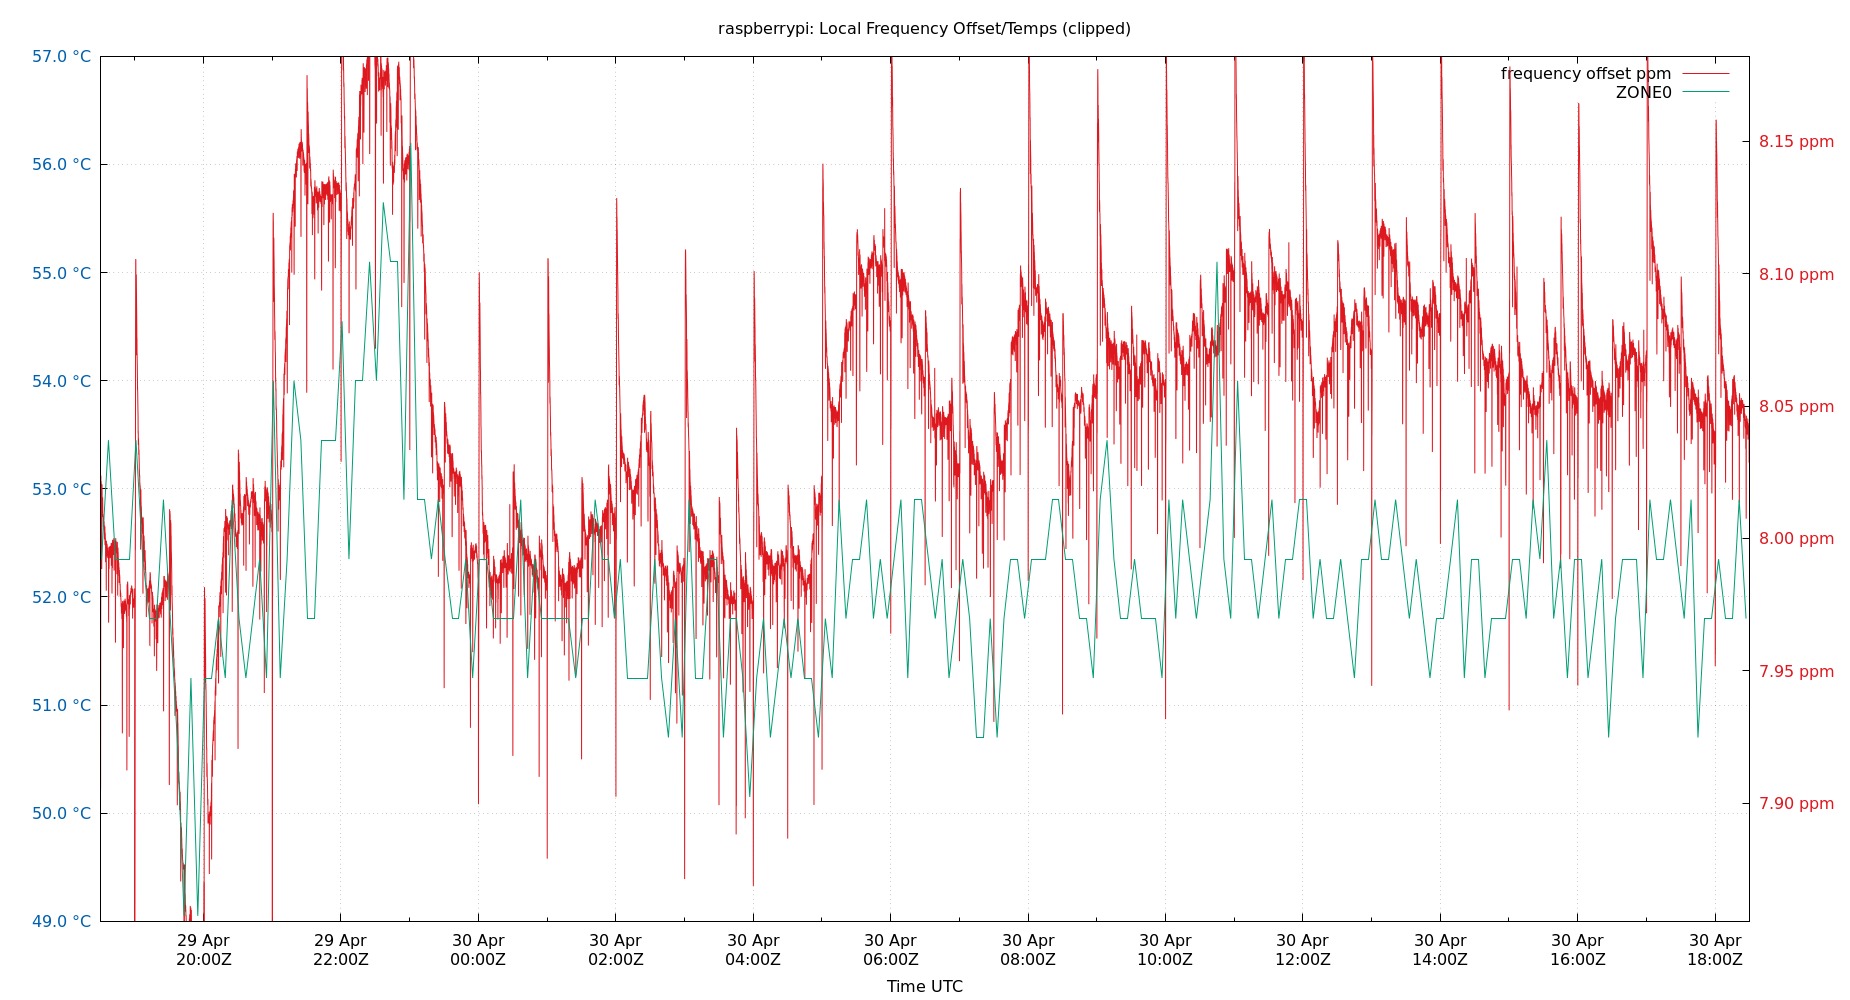 raspberrypi: Local Frequency Offset/Temps (clipped)
57.0 °C
56.0 °C
55.0 °C
54.0 °C
53.0 °C
52.0 °C
51.0 °C
50.0 °C
49.0 °C
frequency offset ppm
ZONE0
8.15 ppm
8.10 ppm
8.05 ppm
8.00 ppm
7.95 ppm
7.90 ppm
29 Apr 29 Apr 30 Apr 30 Apr 30 Apr 30 Apr 30 Apr 30 Apr 30 Apr 30 Apr 30 Apr 30 Apr
20:00Z 22:00Z 00:00Z 02:00Z 04:00Z 06:00Z 08:00Z 10:00Z 12:00Z 14:00Z 16:00Z 18:00Z
Time UTC